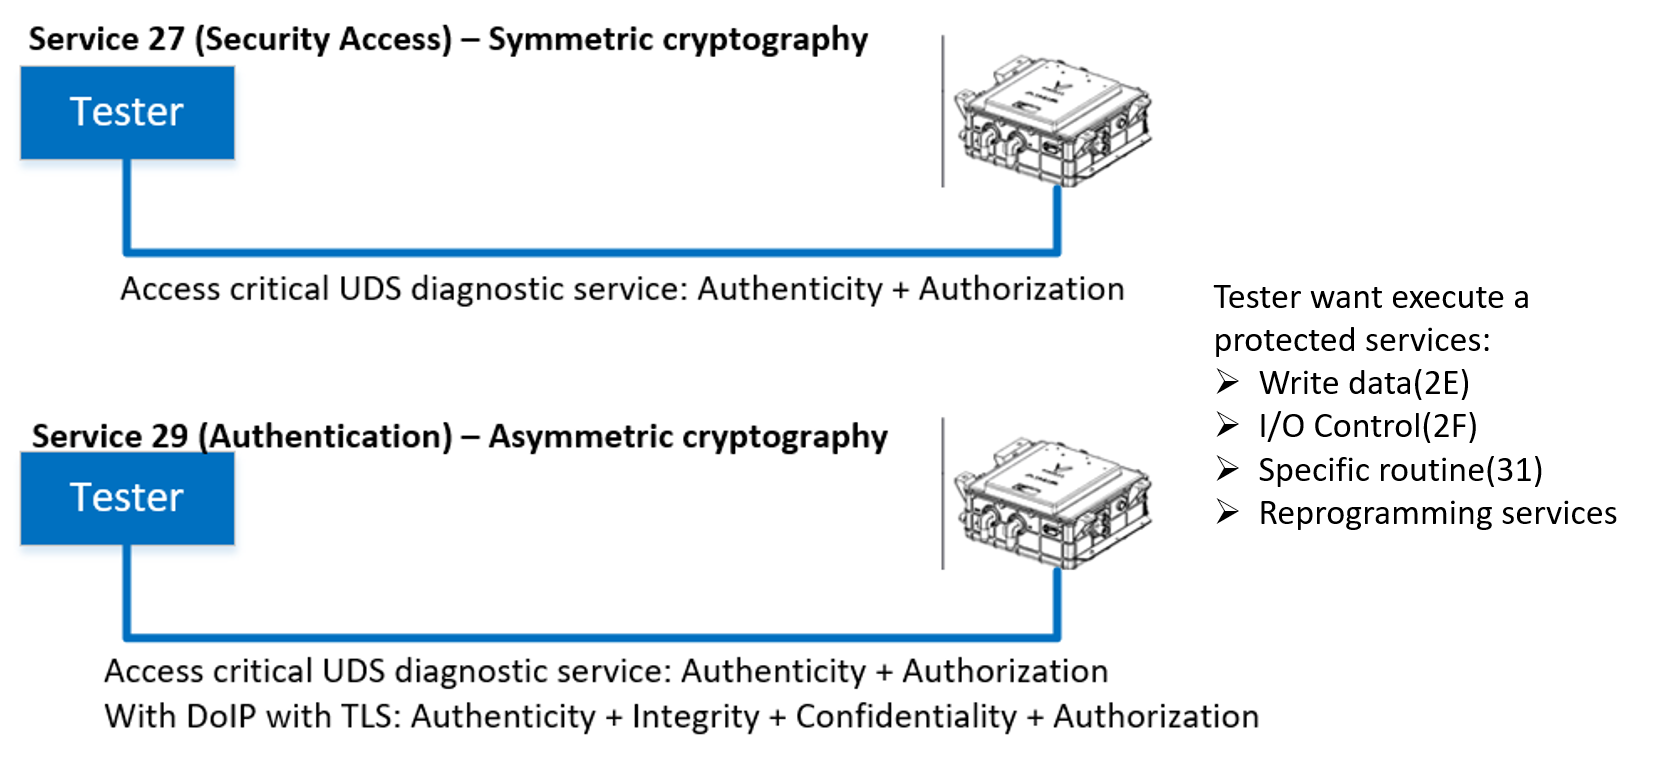 Service 27 (Security Access) – Symmetric cryptography
Tester
Access critical UDS diagnostic service: Authenticity + Authorization
Tester want execute a
protected services:
➢ Write data(2E)
➢ I/O Control(2F)
➢ Specific routine(31)
➢ Reprogramming services
Service 29 (Authentication) – Asymmetric cryptography
Tester
Access critical UDS diagnostic service: Authenticity + Authorization
With DoIP with TLS: Authenticity + Integrity + Confidentiality + Authorization